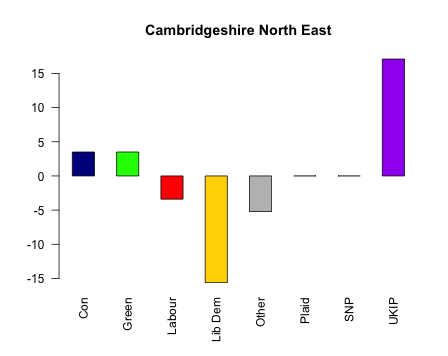 Cambridgeshire North East
15
10
5
0
-5
-10
-15
Con
Green
Labour
Lib Dem
Other
Plaid
SNP
UKIP